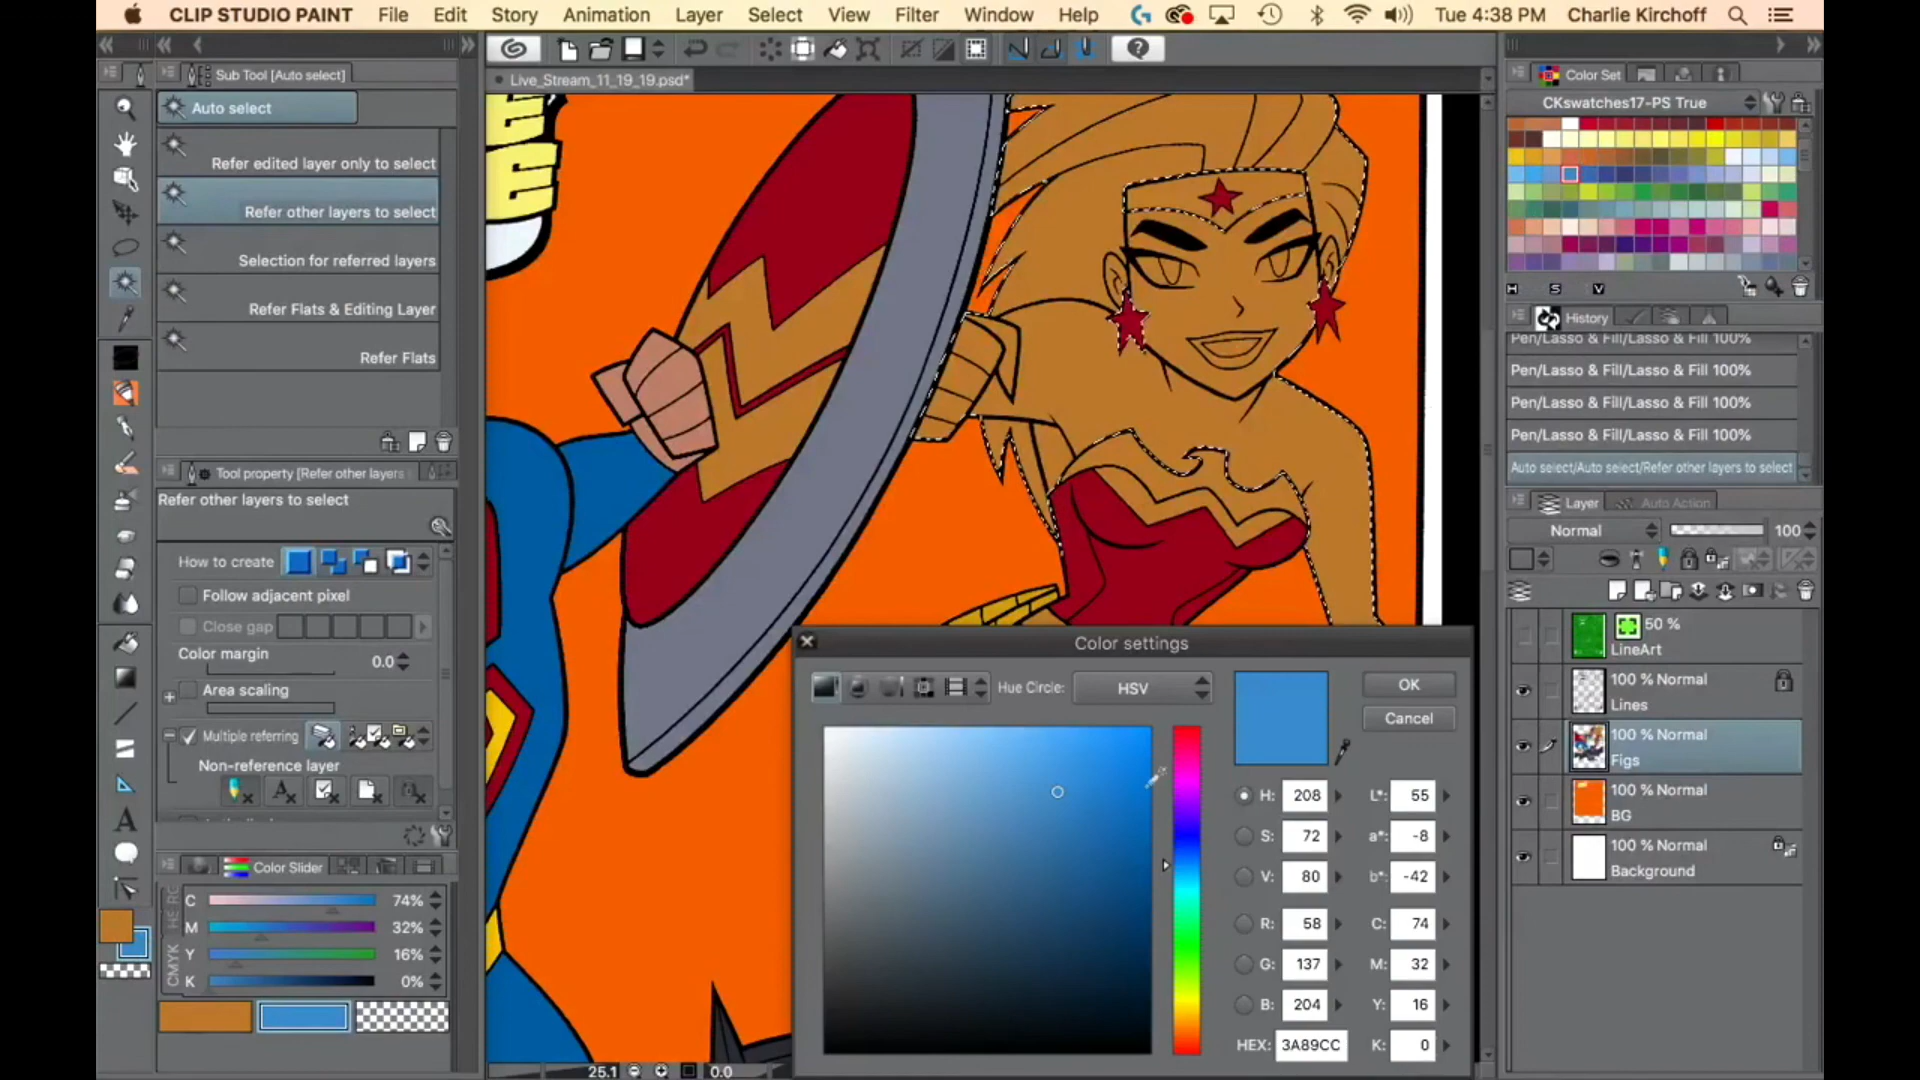 CLIP STUDIO PAINT File Edit Story Animation Layer Select View Filter Window Help Tue 4:38 PM Charlie Kirchoff
Sub Tool [Auto select]
Auto select
Refer edited layer only to select
Refer other layers to select
Selection for referred layers
Refer Flats & Editing Layer
Refer Flats
Tool property [Refer other layers
Refer other layers to select
How to create
Follow adjacent pixel
Close gap
Color margin 0.0
Area scaling
Multiple referring
Non-reference layer
Color Slider
CMYK
C 74%
M 32%
Y 16%
K 0%
Live_Stream_11_19_19.psd*
E
E
25.1 0.0
Color settings
Hue Circle: HSV
OK
Cancel
H: 208 L*: 55
S: 72 a*: -8
V: 80 b*: -42
R: 58 C: 74
G: 137 M: 32
B: 204 Y: 16
HEX: 3A89CC K: 0
Color Set
CKswatches17-PS True
H S V
History
Pen/Lasso & Fill/Lasso & Fill 100%
Pen/Lasso & Fill/Lasso & Fill 100%
Pen/Lasso & Fill/Lasso & Fill 100%
Pen/Lasso & Fill/Lasso & Fill 100%
Auto select/Auto select/Refer other layers to select
Layer Auto Action
Normal 100
50 %
LineArt
100 % Normal
Lines
100 % Normal
Figs
100 % Normal
BG
100 % Normal
Background